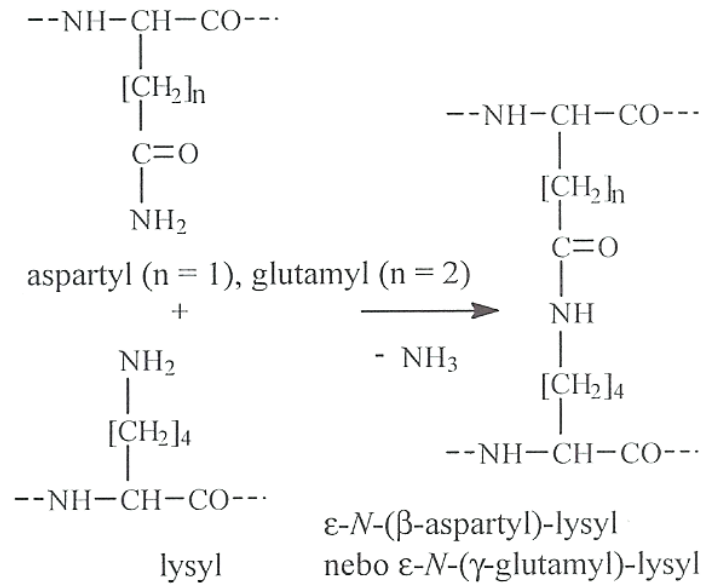 --NH-CH-CO---
[CH₂]n
C=O
NH₂
aspartyl (n = 1), glutamyl (n = 2)
+
NH₂
[CH₂]₄
--NH-CH-CO---
lysyl
- NH₃
--NH-CH-CO---
[CH₂]n
C=O
NH
[CH₂]₄
--NH-CH-CO---
ε-N-(β-aspartyl)-lysyl
nebo ε-N-(γ-glutamyl)-lysyl